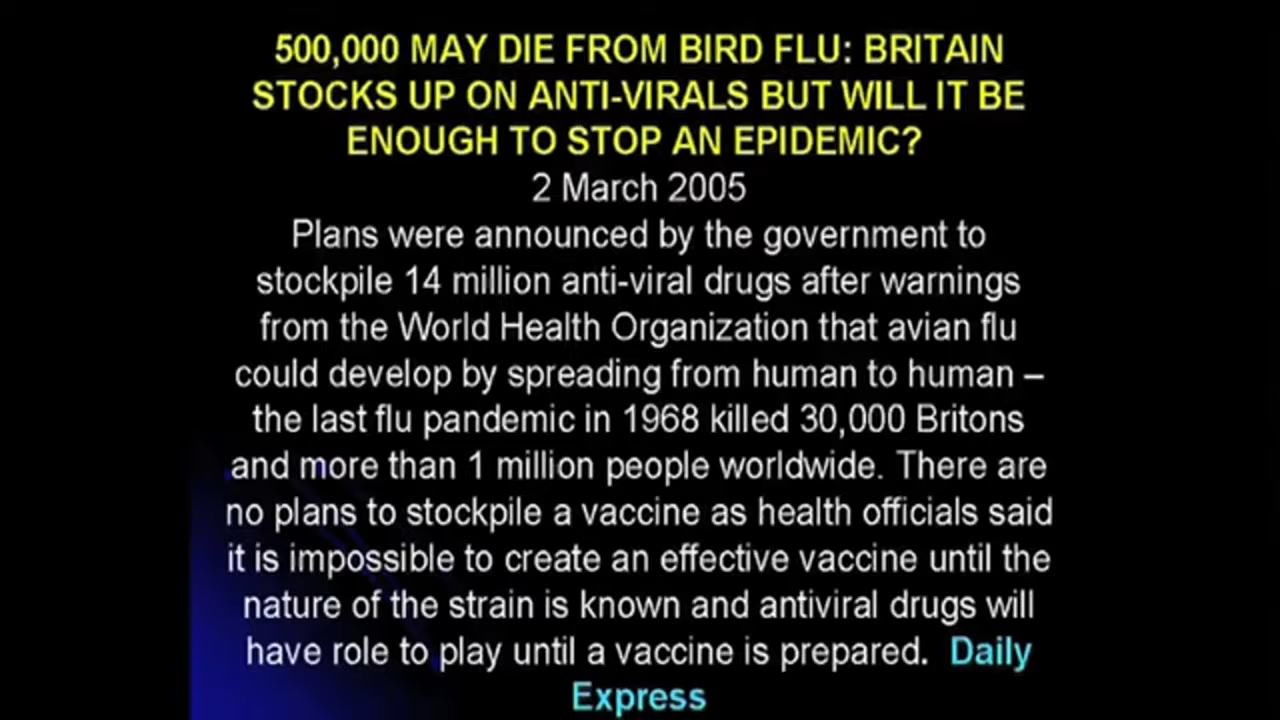 500,000 MAY DIE FROM BIRD FLU: BRITAIN
STOCKS UP ON ANTI-VIRALS BUT WILL IT BE
ENOUGH TO STOP AN EPIDEMIC?
2 March 2005
Plans were announced by the government to
stockpile 14 million anti-viral drugs after warnings
from the World Health Organization that avian flu
could develop by spreading from human to human –
the last flu pandemic in 1968 killed 30,000 Britons
and more than 1 million people worldwide. There are
no plans to stockpile a vaccine as health officials said
it is impossible to create an effective vaccine until the
nature of the strain is known and antiviral drugs will
have role to play until a vaccine is prepared. Daily
Express